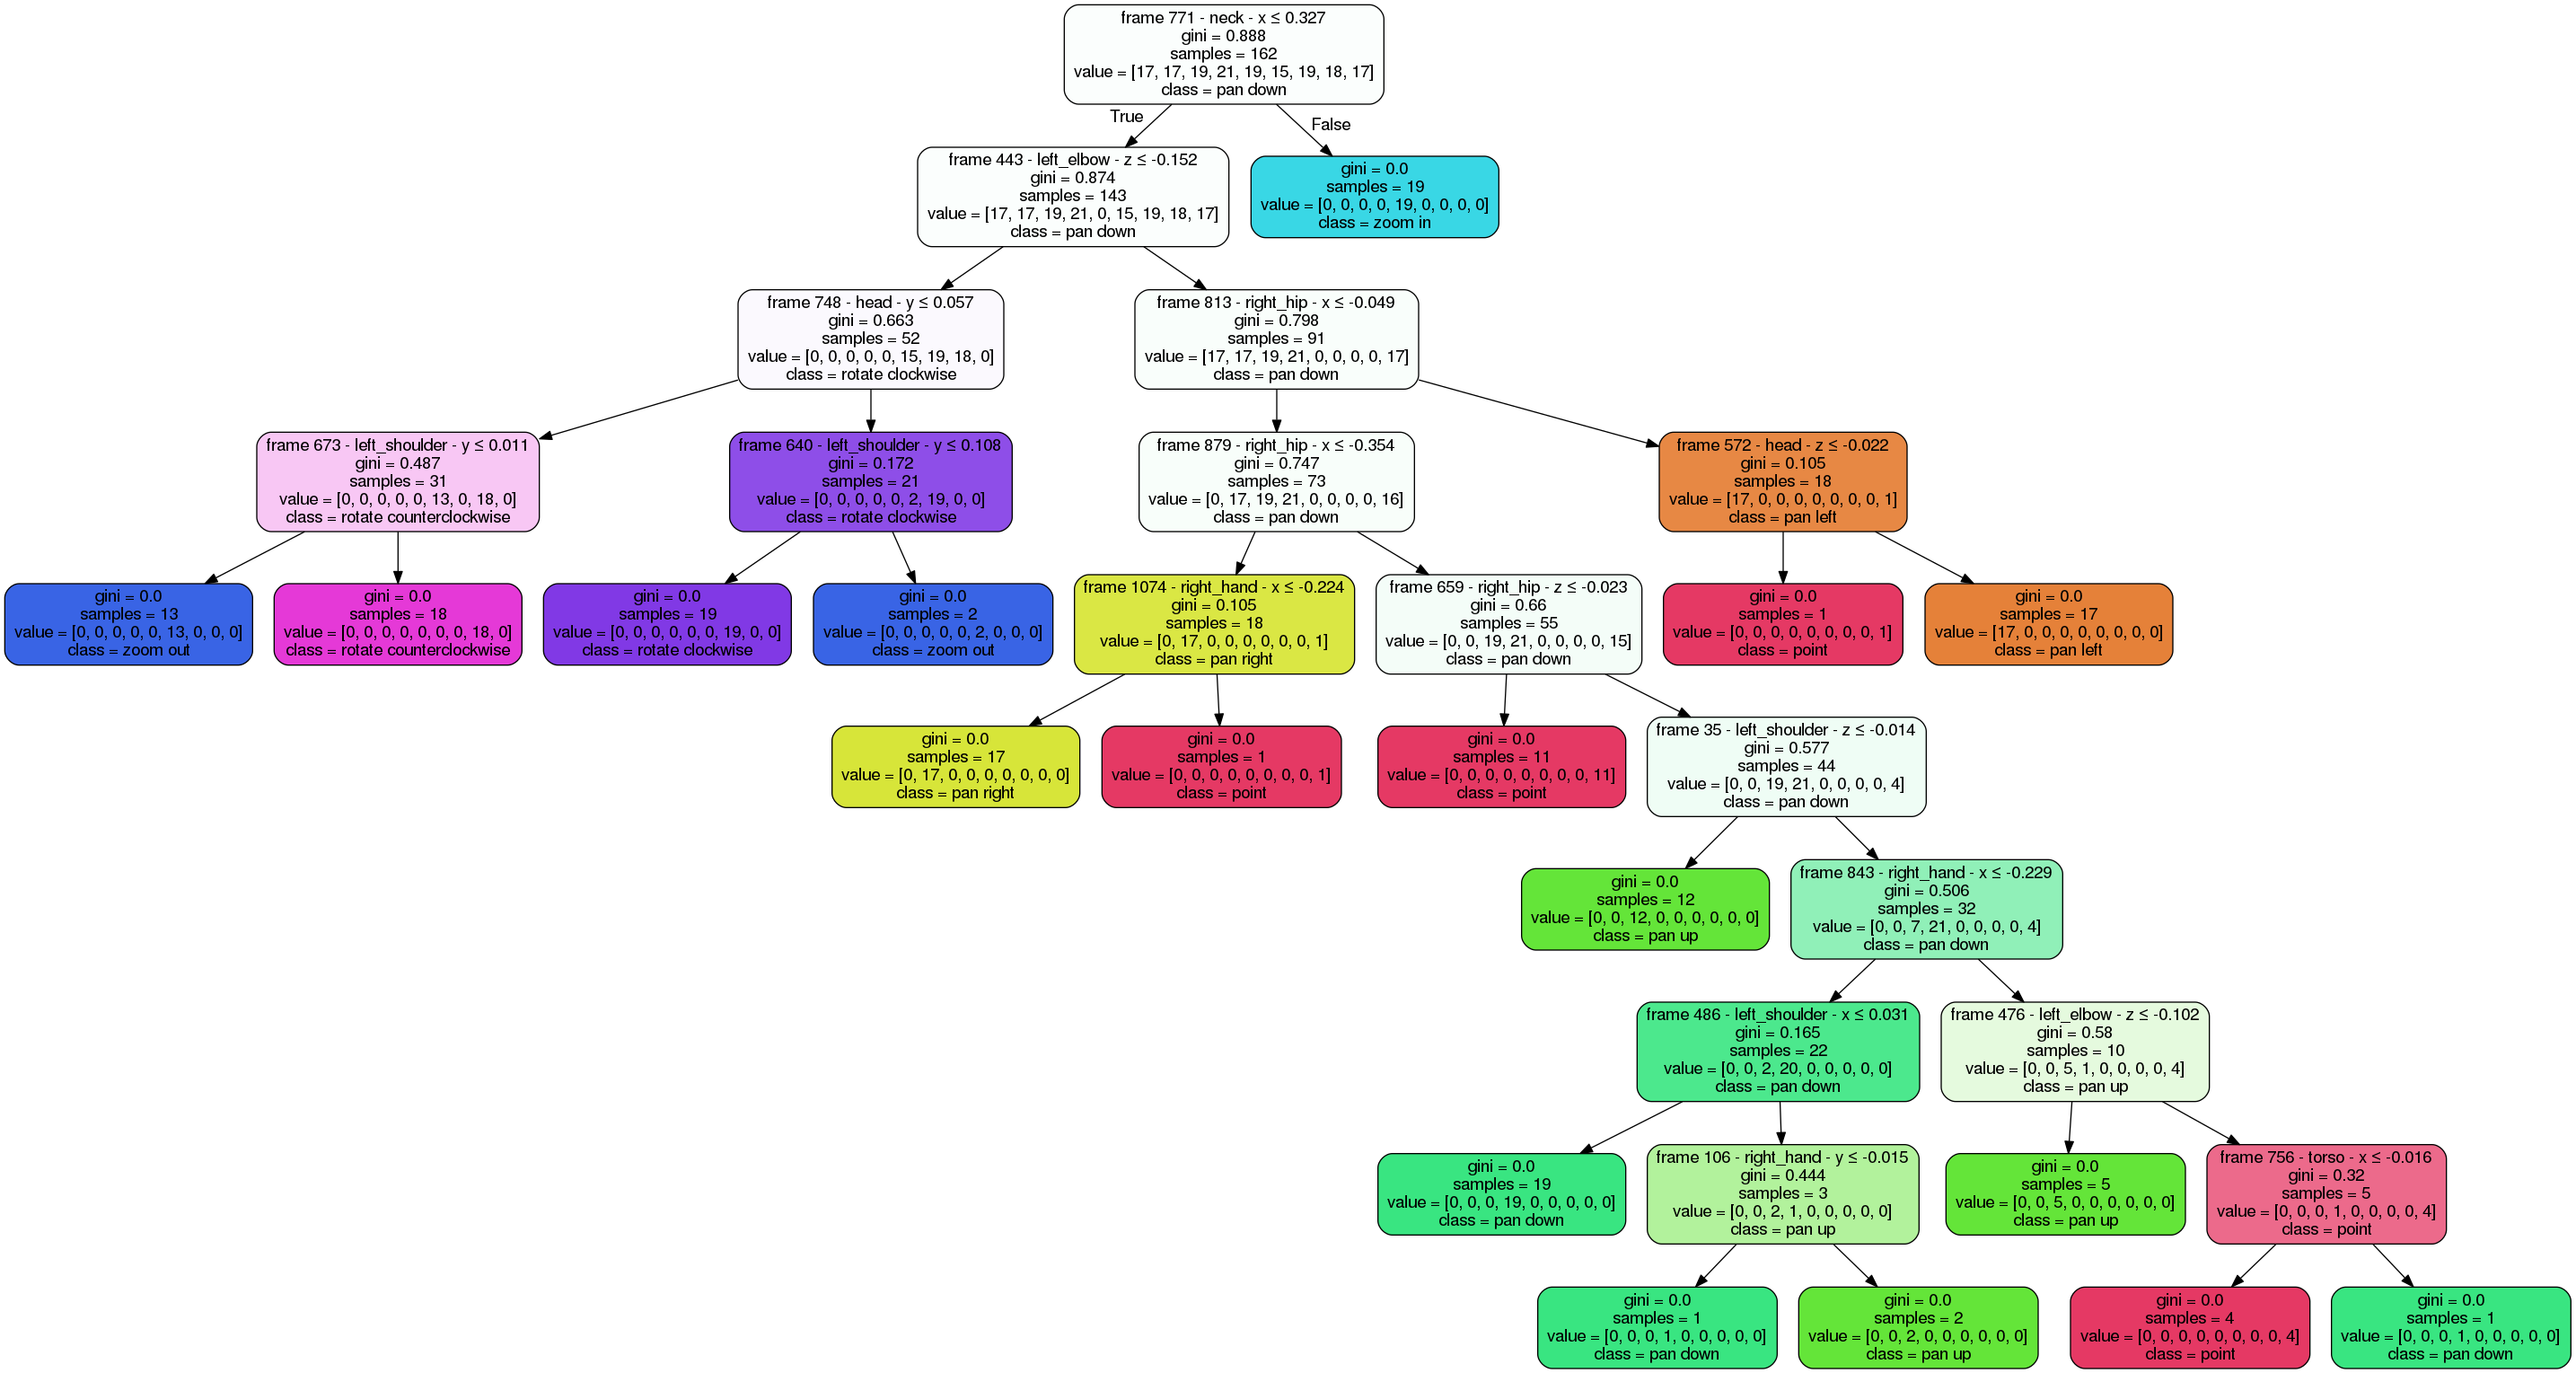 frame 771 - neck - x ≤ 0.327
gini = 0.888
samples = 162
value = [17, 17, 19, 21, 19, 15, 19, 18, 17]
class = pan down
True
False
frame 443 - left_elbow - z ≤ -0.152
gini = 0.874
samples = 143
value = [17, 17, 19, 21, 0, 15, 19, 18, 17]
class = pan down
gini = 0.0
samples = 19
value = [0, 0, 0, 0, 19, 0, 0, 0, 0]
class = zoom in
frame 748 - head - y ≤ 0.057
gini = 0.663
samples = 52
value = [0, 0, 0, 0, 0, 15, 19, 18, 0]
class = rotate clockwise
frame 813 - right_hip - x ≤ -0.049
gini = 0.798
samples = 91
value = [17, 17, 19, 21, 0, 0, 0, 0, 17]
class = pan down
frame 673 - left_shoulder - y ≤ 0.011
gini = 0.487
samples = 31
value = [0, 0, 0, 0, 0, 13, 0, 18, 0]
class = rotate counterclockwise
frame 640 - left_shoulder - y ≤ 0.108
gini = 0.172
samples = 21
value = [0, 0, 0, 0, 0, 2, 19, 0, 0]
class = rotate clockwise
frame 879 - right_hip - x ≤ -0.354
gini = 0.747
samples = 73
value = [0, 17, 19, 21, 0, 0, 0, 0, 16]
class = pan down
frame 572 - head - z ≤ -0.022
gini = 0.105
samples = 18
value = [17, 0, 0, 0, 0, 0, 0, 0, 1]
class = pan left
gini = 0.0
samples = 13
value = [0, 0, 0, 0, 0, 13, 0, 0, 0]
class = zoom out
gini = 0.0
samples = 18
value = [0, 0, 0, 0, 0, 0, 0, 18, 0]
class = rotate counterclockwise
gini = 0.0
samples = 19
value = [0, 0, 0, 0, 0, 0, 19, 0, 0]
class = rotate clockwise
gini = 0.0
samples = 2
value = [0, 0, 0, 0, 0, 2, 0, 0, 0]
class = zoom out
frame 1074 - right_hand - x ≤ -0.224
gini = 0.105
samples = 18
value = [0, 17, 0, 0, 0, 0, 0, 0, 1]
class = pan right
frame 659 - right_hip - z ≤ -0.023
gini = 0.66
samples = 55
value = [0, 0, 19, 21, 0, 0, 0, 0, 15]
class = pan down
gini = 0.0
samples = 1
value = [0, 0, 0, 0, 0, 0, 0, 0, 1]
class = point
gini = 0.0
samples = 17
value = [17, 0, 0, 0, 0, 0, 0, 0, 0]
class = pan left
gini = 0.0
samples = 17
value = [0, 17, 0, 0, 0, 0, 0, 0, 0]
class = pan right
gini = 0.0
samples = 1
value = [0, 0, 0, 0, 0, 0, 0, 0, 1]
class = point
gini = 0.0
samples = 11
value = [0, 0, 0, 0, 0, 0, 0, 0, 11]
class = point
frame 35 - left_shoulder - z ≤ -0.014
gini = 0.577
samples = 44
value = [0, 0, 19, 21, 0, 0, 0, 0, 4]
class = pan down
gini = 0.0
samples = 12
value = [0, 0, 12, 0, 0, 0, 0, 0, 0]
class = pan up
frame 843 - right_hand - x ≤ -0.229
gini = 0.506
samples = 32
value = [0, 0, 7, 21, 0, 0, 0, 0, 4]
class = pan down
frame 486 - left_shoulder - x ≤ 0.031
gini = 0.165
samples = 22
value = [0, 0, 2, 20, 0, 0, 0, 0, 0]
class = pan down
frame 476 - left_elbow - z ≤ -0.102
gini = 0.58
samples = 10
value = [0, 0, 5, 1, 0, 0, 0, 0, 4]
class = pan up
gini = 0.0
samples = 19
value = [0, 0, 0, 19, 0, 0, 0, 0, 0]
class = pan down
frame 106 - right_hand - y ≤ -0.015
gini = 0.444
samples = 3
value = [0, 0, 2, 1, 0, 0, 0, 0, 0]
class = pan up
gini = 0.0
samples = 5
value = [0, 0, 5, 0, 0, 0, 0, 0, 0]
class = pan up
frame 756 - torso - x ≤ -0.016
gini = 0.32
samples = 5
value = [0, 0, 0, 1, 0, 0, 0, 0, 4]
class = point
gini = 0.0
samples = 1
value = [0, 0, 0, 1, 0, 0, 0, 0, 0]
class = pan down
gini = 0.0
samples = 2
value = [0, 0, 2, 0, 0, 0, 0, 0, 0]
class = pan up
gini = 0.0
samples = 4
value = [0, 0, 0, 0, 0, 0, 0, 0, 4]
class = point
gini = 0.0
samples = 1
value = [0, 0, 0, 1, 0, 0, 0, 0, 0]
class = pan down